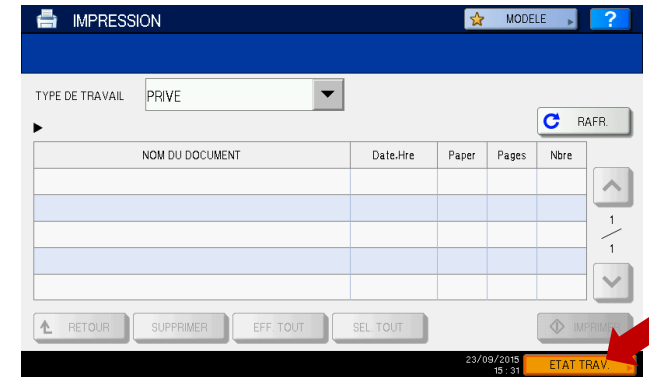 IMPRESSION MODELE ?
TYPE DE TRAVAIL PRIVE
RAFR.
NOM DU DOCUMENT Date,Hre Paper Pages Nbre
1
1
RETOUR SUPPRIMER EFF. TOUT SEL. TOUT IMPRIMER
23/09/2015
15 : 31
ETAT TRAV.